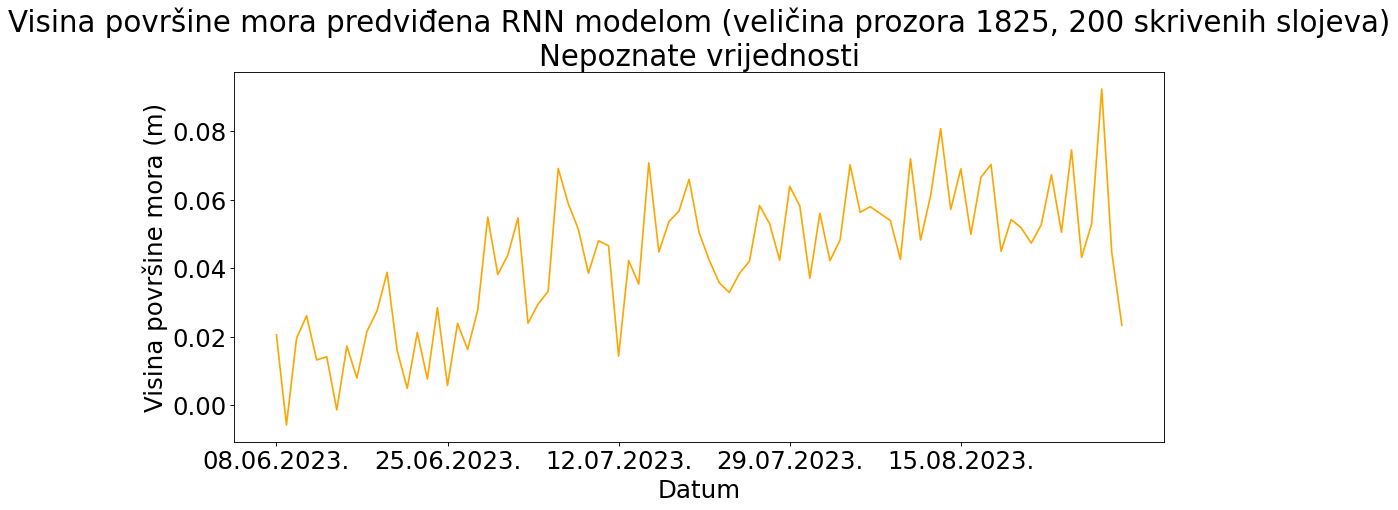 Visina površine mora predviđena RNN modelom (veličina prozora 1825, 200 skrivenih slojeva)
Nepoznate vrijednosti
Visina površine mora (m)
0.08
0.06
0.04
0.02
0.00
08.06.2023. 25.06.2023. 12.07.2023. 29.07.2023. 15.08.2023.
Datum